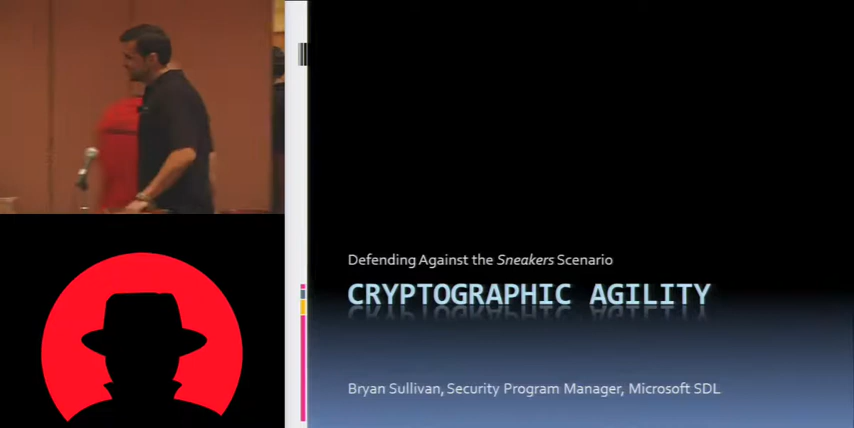 Defending Against the Sneakers Scenario
CRYPTOGRAPHIC AGILITY
Bryan Sullivan, Security Program Manager, Microsoft SDL